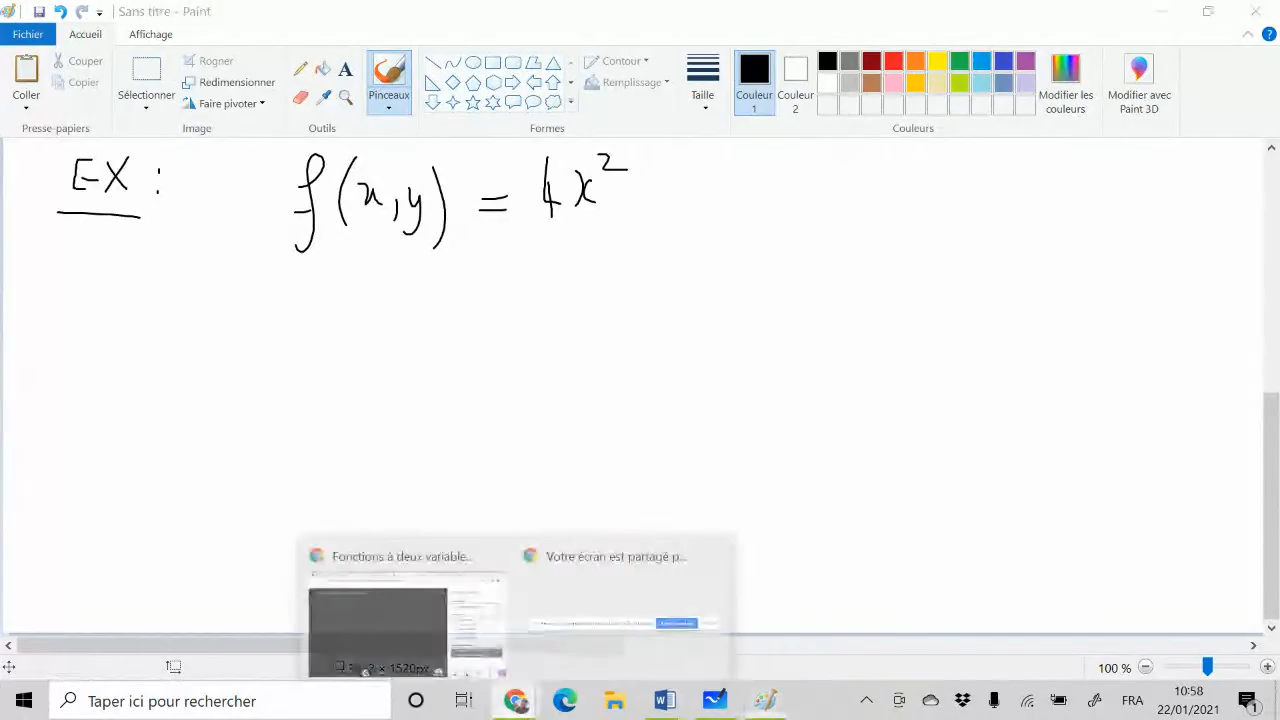 Sans titre - Paint
Fichier Accueil Affichage
Coller
Couper
Copier
Presse-papiers
Sélectionner
Rogner
Redimensionner
Faire pivoter
Image
A
Outils
Pinceaux
Contour
Remplissage
Formes
Taille
Couleur 1
Couleur 2
Modifier les couleurs
Couleurs
Modifier avec Paint 3D
EX : f(x,y) = 4x²
Fonctions à deux variable... Votre écran est partagé p...
× 1520px
100 %
Taper ici pour rechercher
10:58
22/01/2021